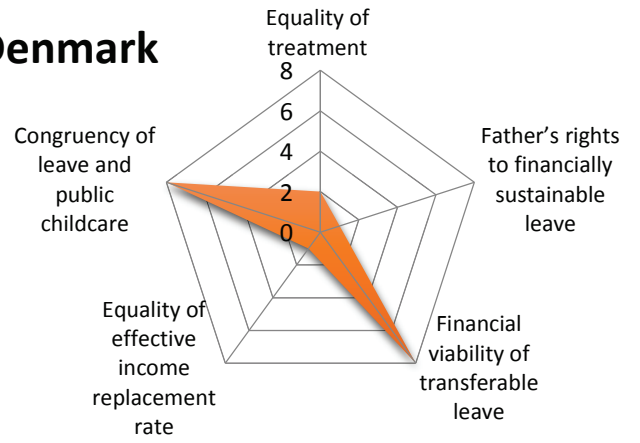 Denmark
Equality of
treatment
8
6
4
2
0
Father’s rights
to financially
sustainable
leave
Financial
viability of
transferable
leave
Equality of
effective
income
replacement
rate
Congruency of
leave and
public
childcare